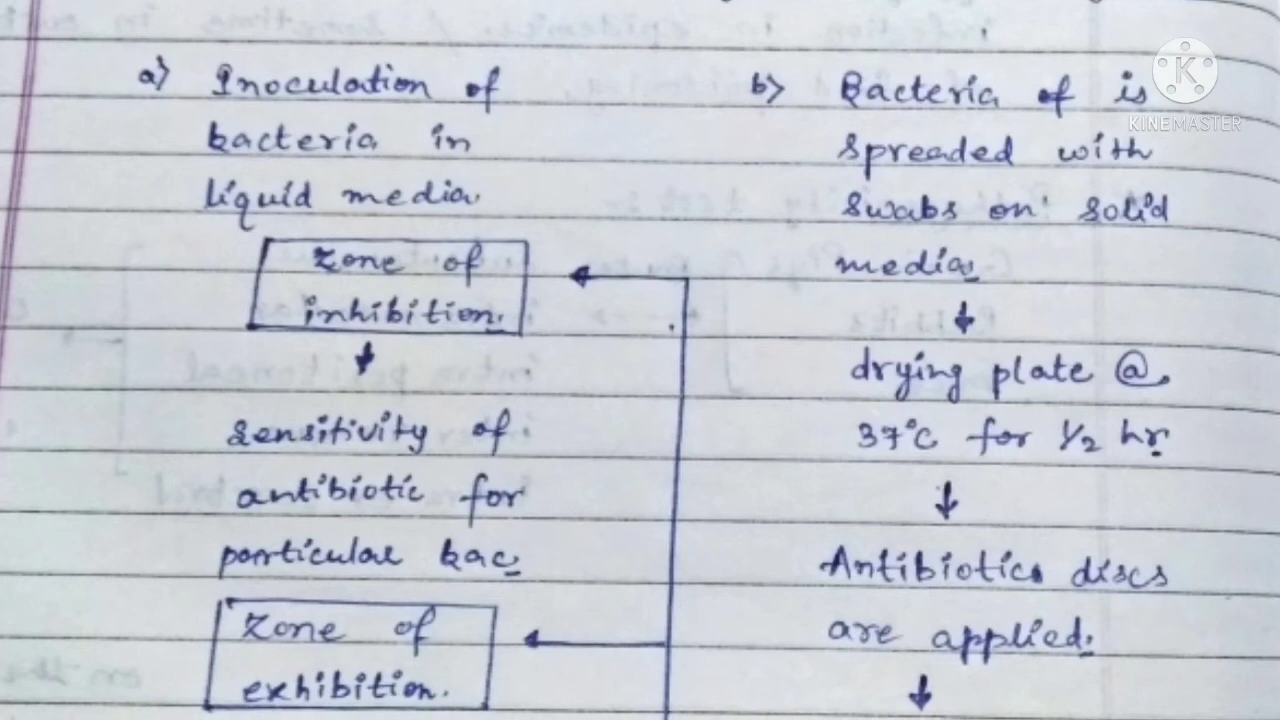 a) Inoculation of
bacteria in
liquid media.
zone of
inhibition.
sensitivity of
antibiotic for
particular bac.
zone of
exhibition.
b) Bacteria of is
spreaded with
swabs on solid
media.
drying plate @
37°C for 1/2 hr.
Antibiotic discs
are applied.
K
KINEMASTER